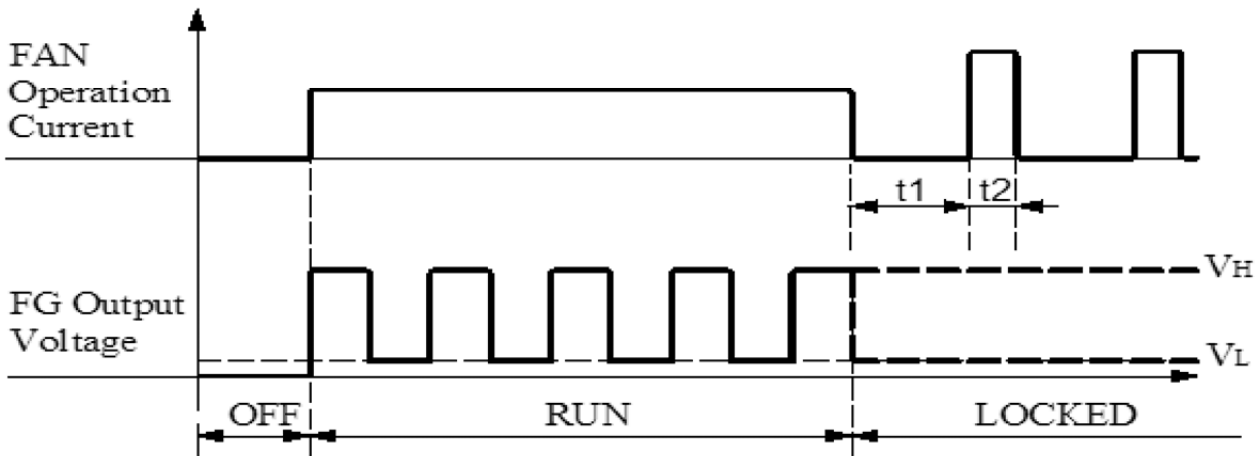 FAN
Operation
Current
t1 t2
VH
FG Output
Voltage
VL
OFF RUN LOCKED